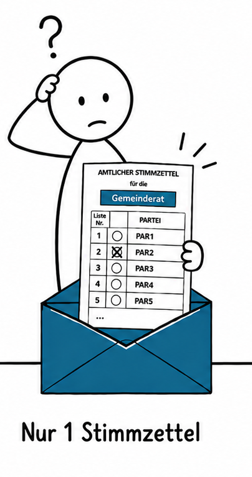 ?
AMTLICHER STIMMZETTEL
für die
Gemeinderat
Liste Nr. PARTEI
1 PAR1
2 PAR2
3 PAR3
4 PAR4
5 PAR5
...
Nur 1 Stimmzettel